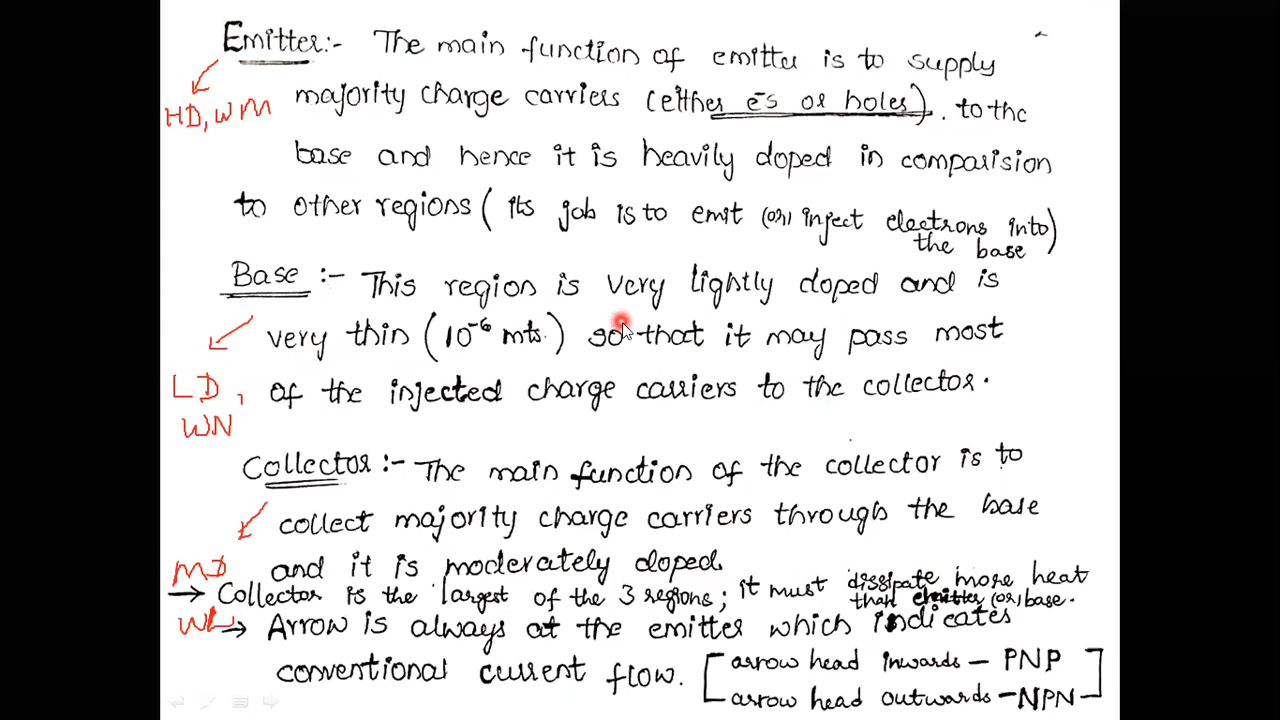 Emitter:- The main function of emitter is to supply
HD, WM majority charge carriers (either e⁻s or holes). to the
base and hence it is heavily doped in comparision
to other regions ( its job is to emit (or) inject electrons into the base)
Base :- This region is very lightly doped and is
very thin (10⁻⁶ mts.) so that it may pass most
LD, of the injected charge carriers to the collector.
WN
Collector :- The main function of the collector is to
collect majority charge carriers through the base
MD and it is moderately doped.
→ Collector is the largest of the 3 regions; it must dissipate more heat than emitter (or) base.
WL → Arrow is always at the emitter which indicates
conventional current flow. [arrow head inwards - PNP
arrow head outwards - NPN]